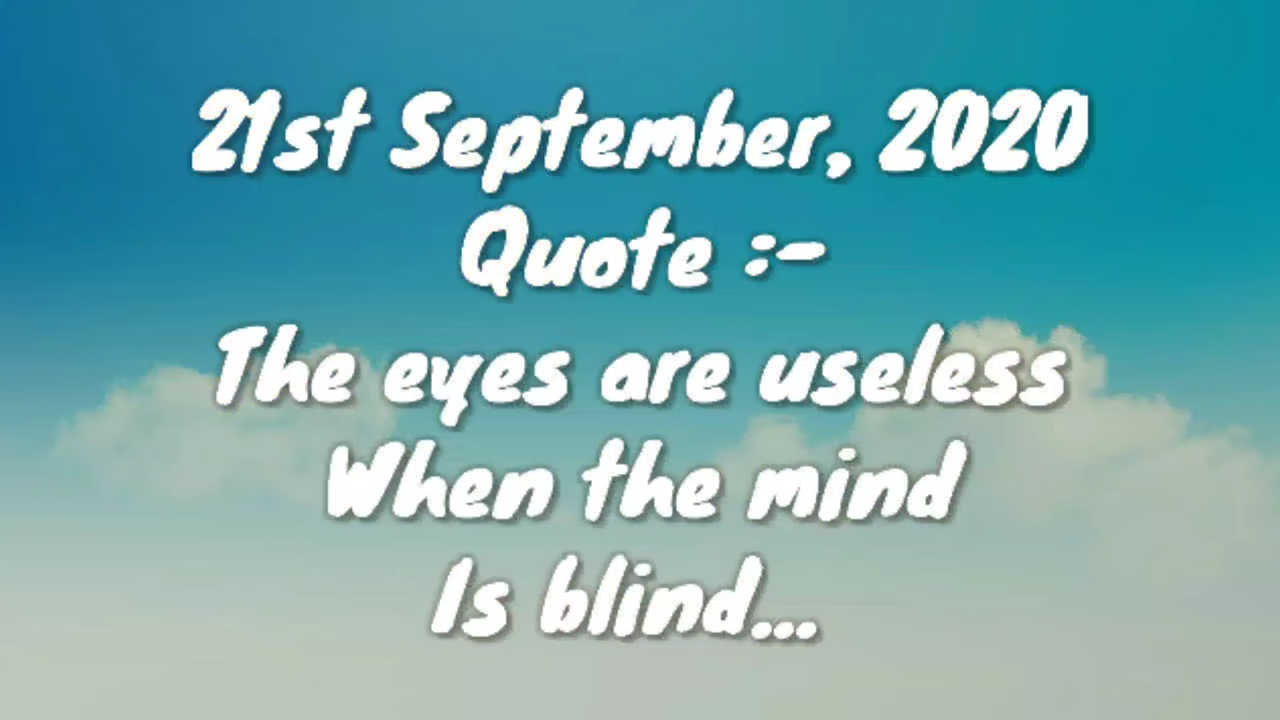 21st September, 2020
Quote :-
The eyes are useless
When the mind
Is blind...